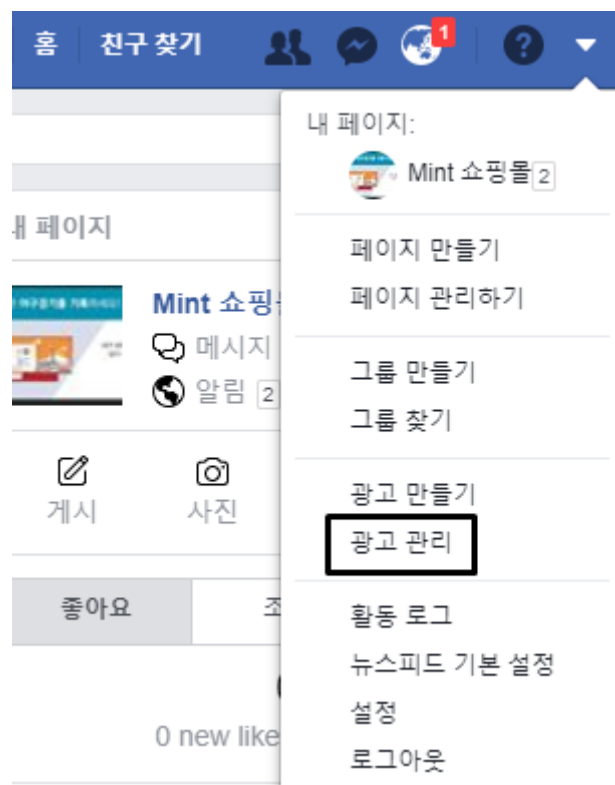 홈 친구 찾기
1
내 페이지:
Mint 쇼핑몰 2
페이지 만들기
페이지 관리하기
그룹 만들기
그룹 찾기
광고 만들기
광고 관리
활동 로그
뉴스피드 기본 설정
설정
로그아웃
내 페이지
Mint 쇼핑
메시지
알림 2
게시 사진
좋아요
0 new like